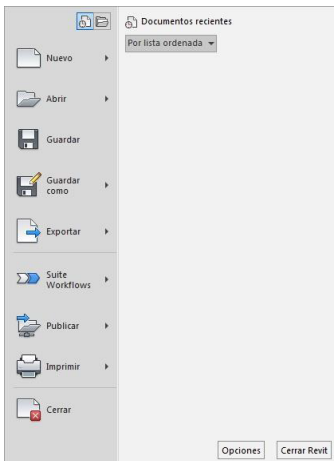 Documentos recientes
Por lista ordenada
Nuevo
Abrir
Guardar
Guardar
como
Exportar
Suite
Workflows
Publicar
Imprimir
Cerrar
Opciones
Cerrar Revit